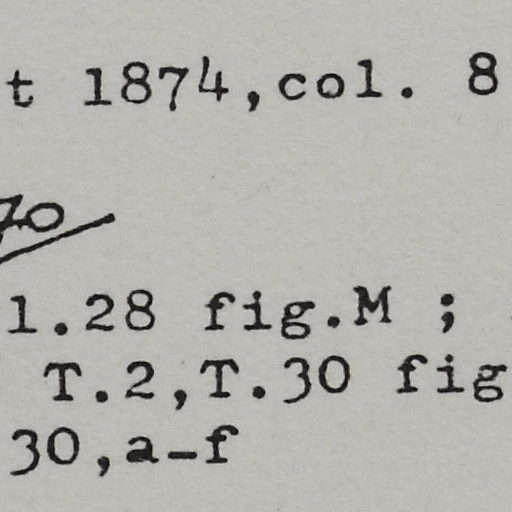 t 1874,col. 8
70
1.28 fig.M ;
T.2,T.30 fig
30,a-f